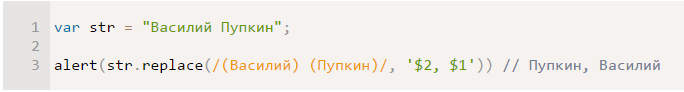 1 var str = "Василий Пупкин";
2
3 alert(str.replace(/(Василий) (Пупкин)/, '$2, $1')) // Пупкин, Василий